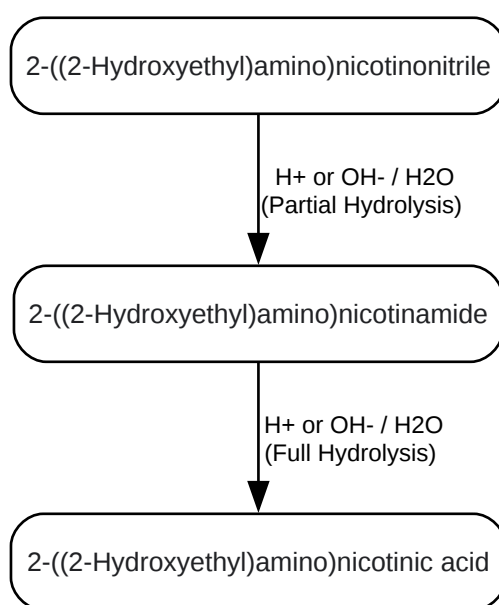 2-((2-Hydroxyethyl)amino)nicotinonitrile
H+ or OH- / H2O
(Partial Hydrolysis)
2-((2-Hydroxyethyl)amino)nicotinamide
H+ or OH- / H2O
(Full Hydrolysis)
2-((2-Hydroxyethyl)amino)nicotinic acid